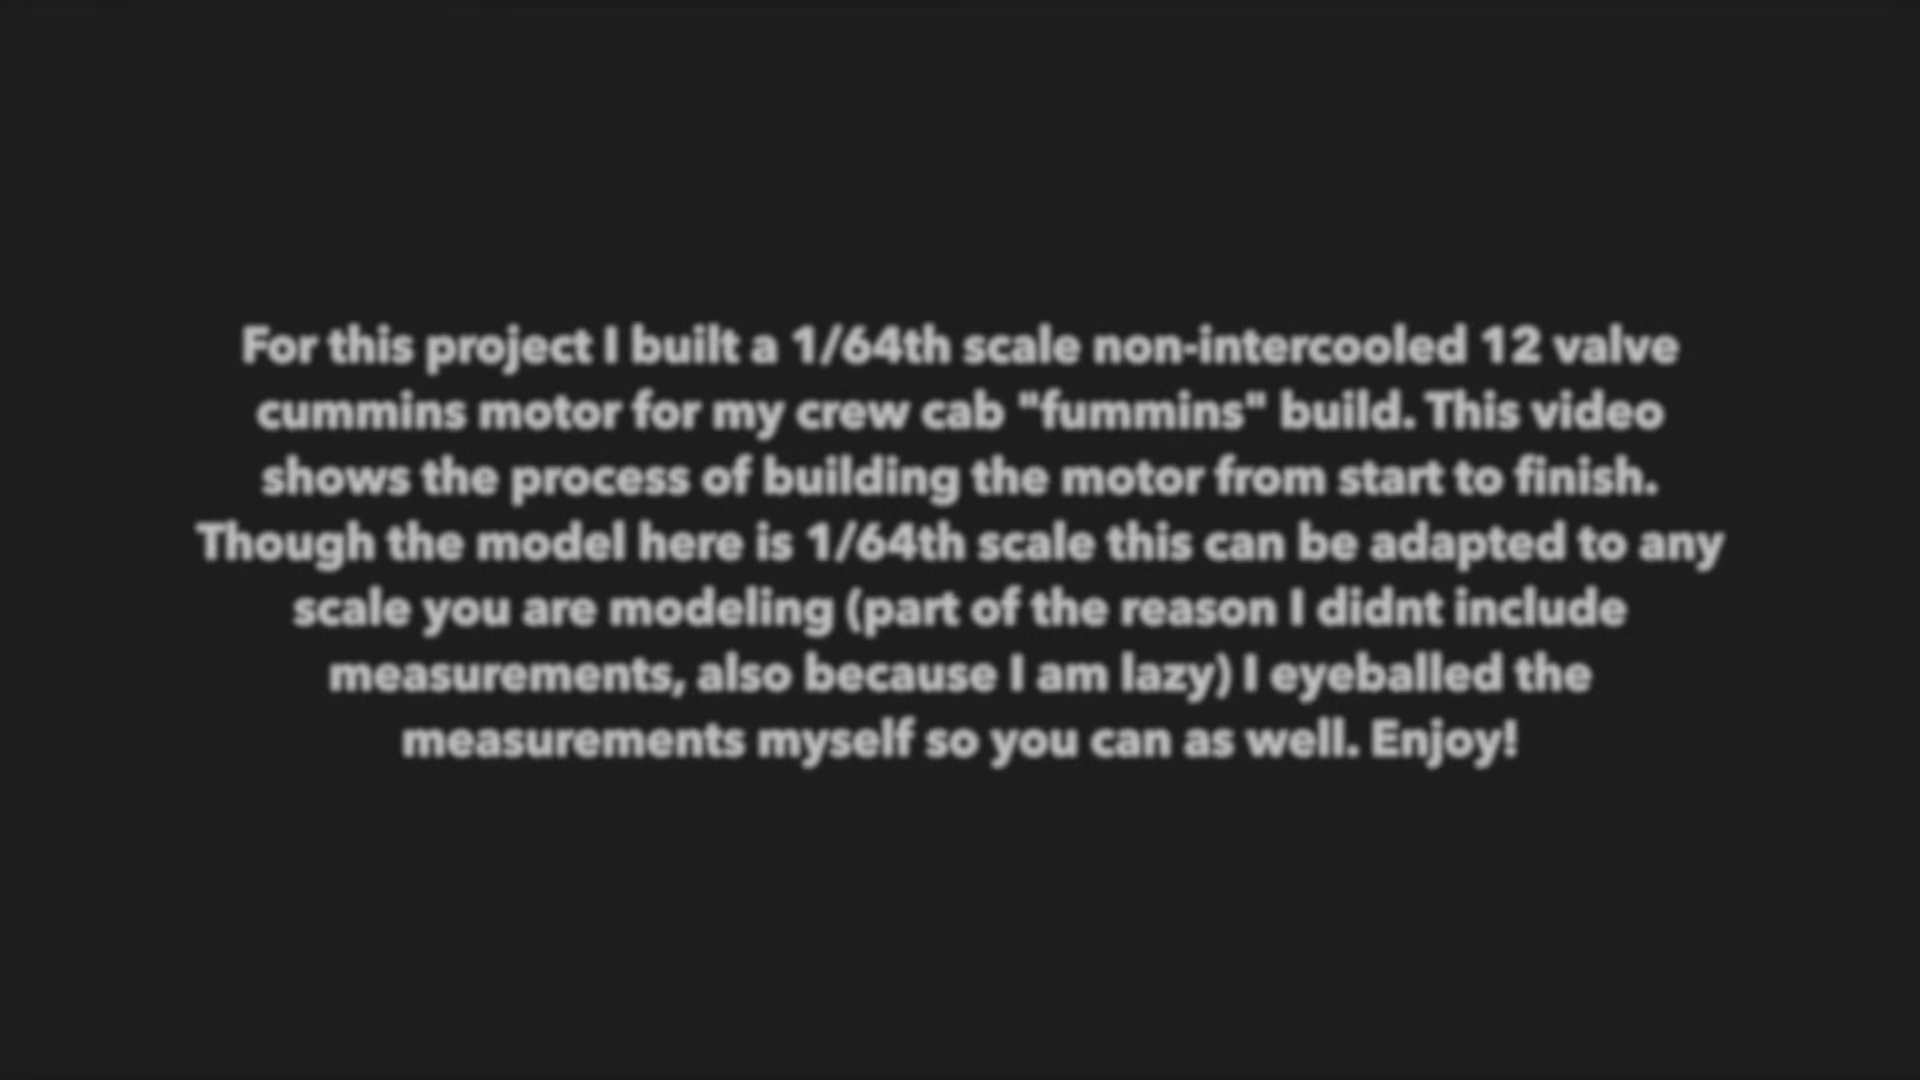 For this project I built a 1/64th scale non-intercooled 12 valve
cummins motor for my crew cab "fummins" build. This video
shows the process of building the motor from start to finish.
Though the model here is 1/64th scale this can be adapted to any
scale you are modeling (part of the reason I didnt include
measurements, also because I am lazy) I eyeballed the
measurements myself so you can as well. Enjoy!